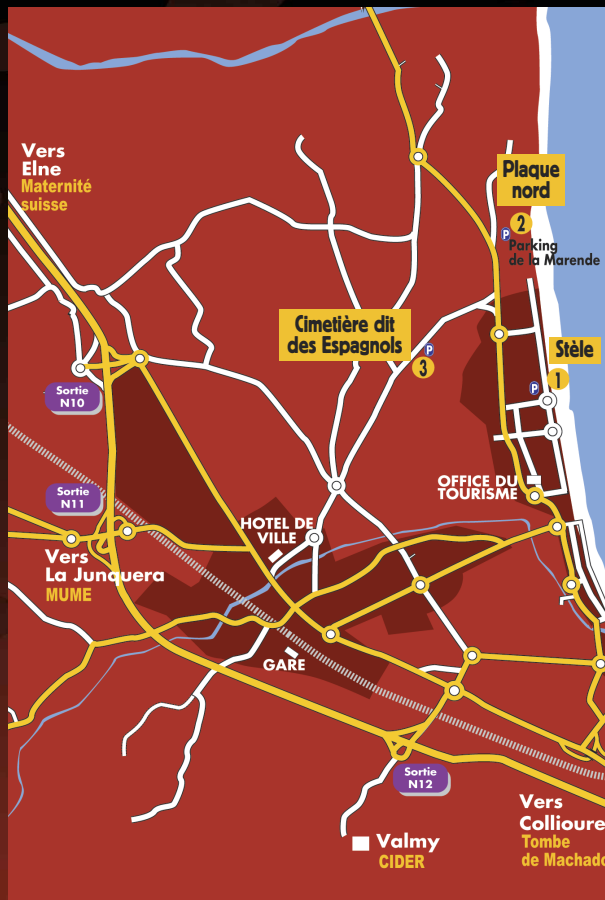 Vers
Elne
Maternité
suisse
Plaque
nord
2
P
Parking
de la Marende
Cimetière dit
des Espagnols
P
3
Stèle
P
1
Sortie
N10
Sortie
N11
OFFICE DU
TOURISME
HOTEL DE
VILLE
Vers
La Junquera
MUME
GARE
Sortie
N12
Valmy
CIDER
Vers
Collioure
Tombe
de Machado